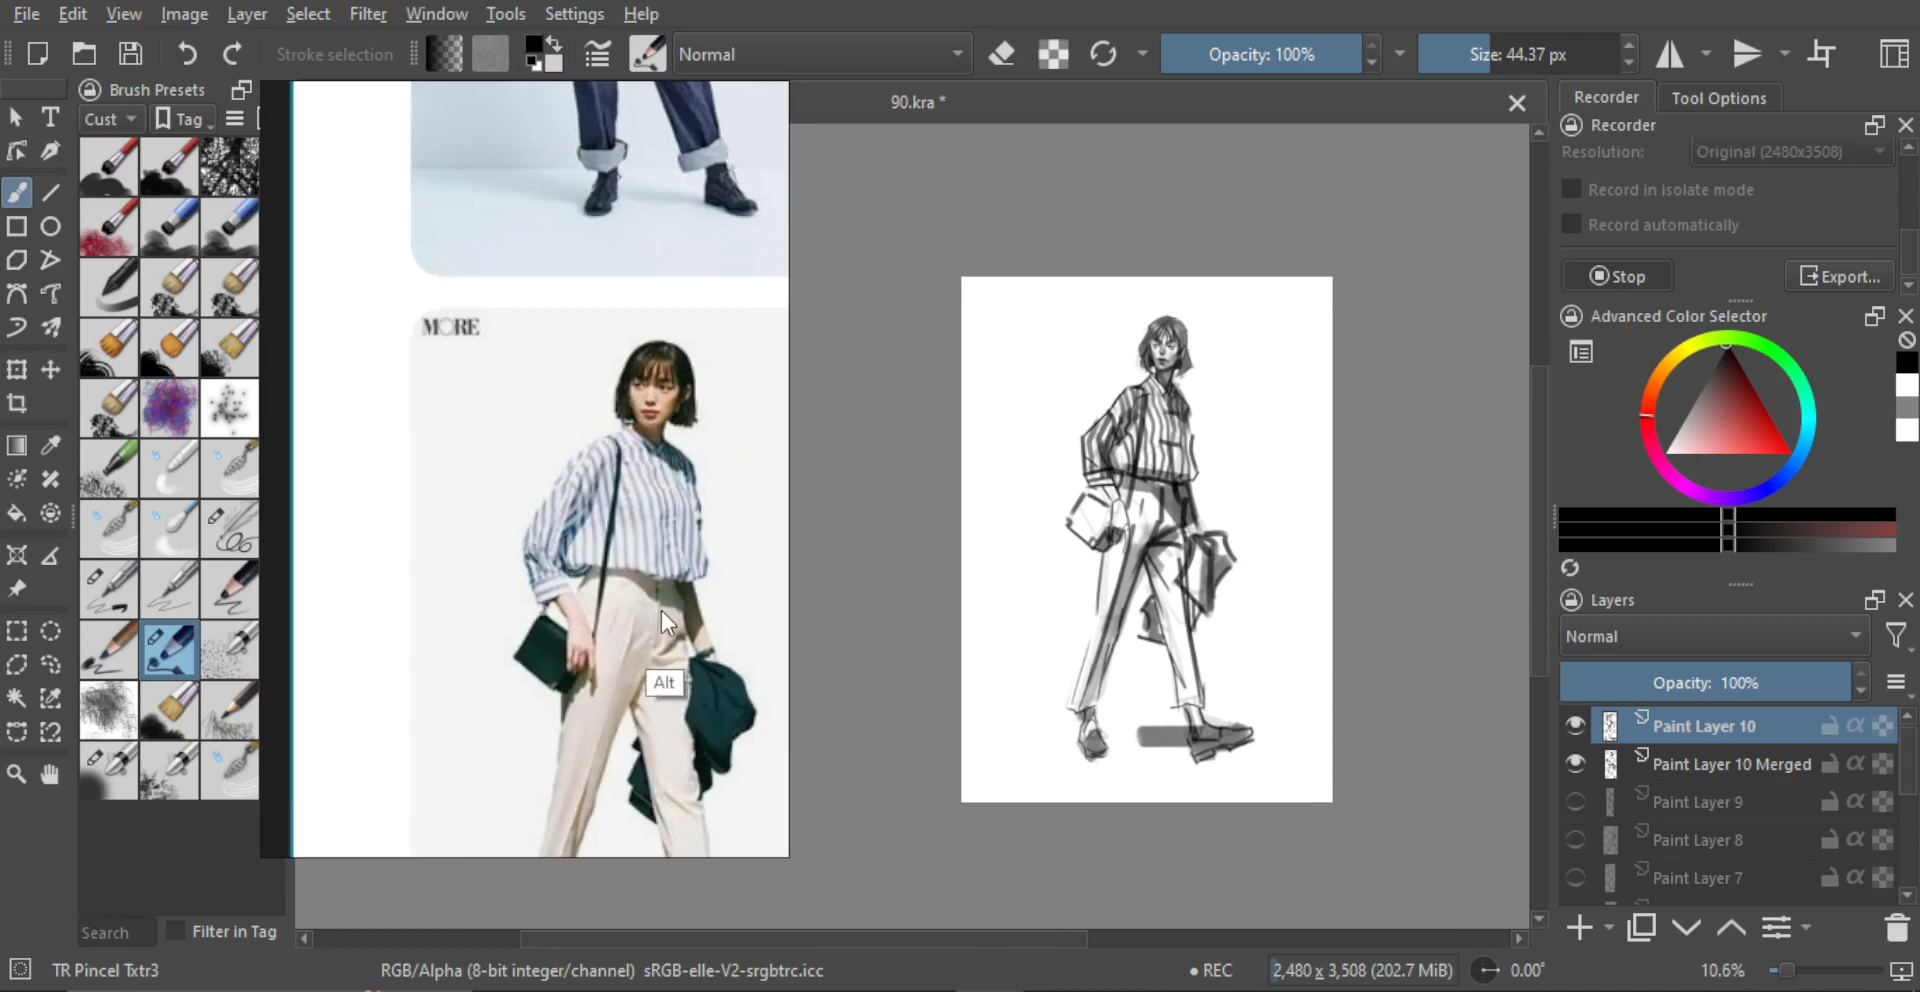 File Edit View Image Layer Select Filter Window Tools Settings Help
Stroke selection
Normal
Opacity: 100%
Size: 44.37 px
Brush Presets
Cust
Tag
90.kra *
Recorder
Tool Options
Recorder
Resolution:
Original (2480x3508)
Record in isolate mode
Record automatically
Stop
Export...
MORE
Advanced Color Selector
Alt
Layers
Normal
Opacity: 100%
Paint Layer 10
Paint Layer 10 Merged
Paint Layer 9
Paint Layer 8
Paint Layer 7
Search
Filter in Tag
TR Pincel Txtr3
RGB/Alpha (8-bit integer/channel) sRGB-elle-V2-srgbtrc.icc
● REC
2,480 x 3,508 (202.7 MiB)
0.00°
10.6%